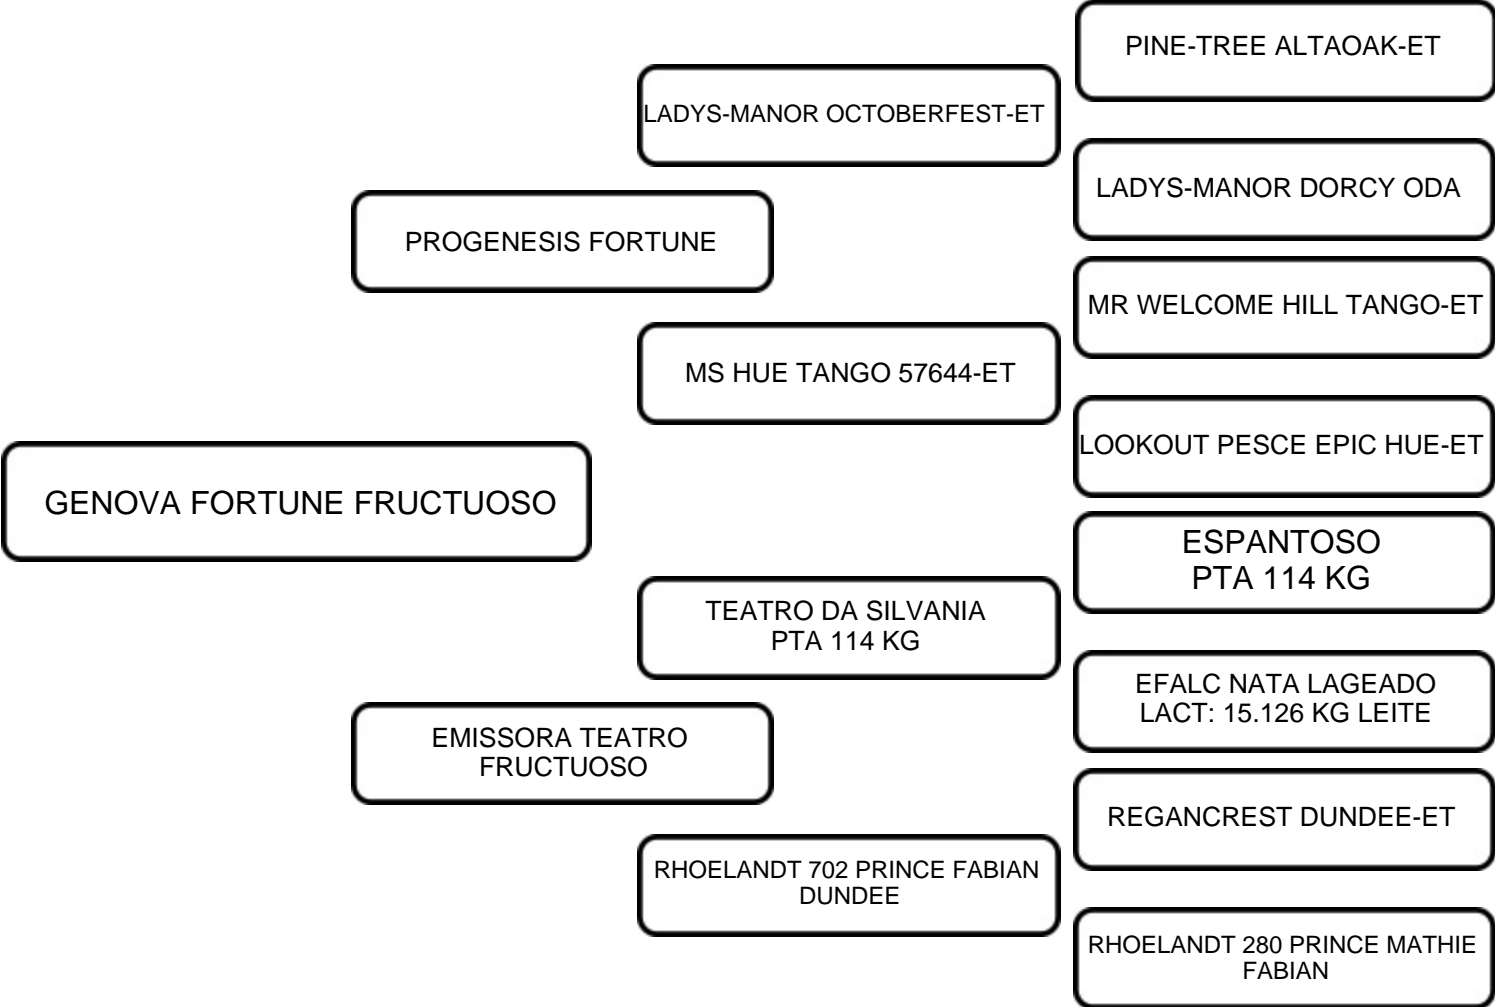 PINE-TREE ALTAOAK-ET
LADYS-MANOR OCTOBERFEST-ET
LADYS-MANOR DORCY ODA
PROGENESIS FORTUNE
MR WELCOME HILL TANGO-ET
MS HUE TANGO 57644-ET
LOOKOUT PESCE EPIC HUE-ET
GENOVA FORTUNE FRUCTUOSO
ESPANTOSO
PTA 114 KG
TEATRO DA SILVANIA
PTA 114 KG
EFALC NATA LAGEADO
LACT: 15.126 KG LEITE
EMISSORA TEATRO
FRUCTUOSO
REGANCREST DUNDEE-ET
RHOELANDT 702 PRINCE FABIAN
DUNDEE
RHOELANDT 280 PRINCE MATHIE
FABIAN